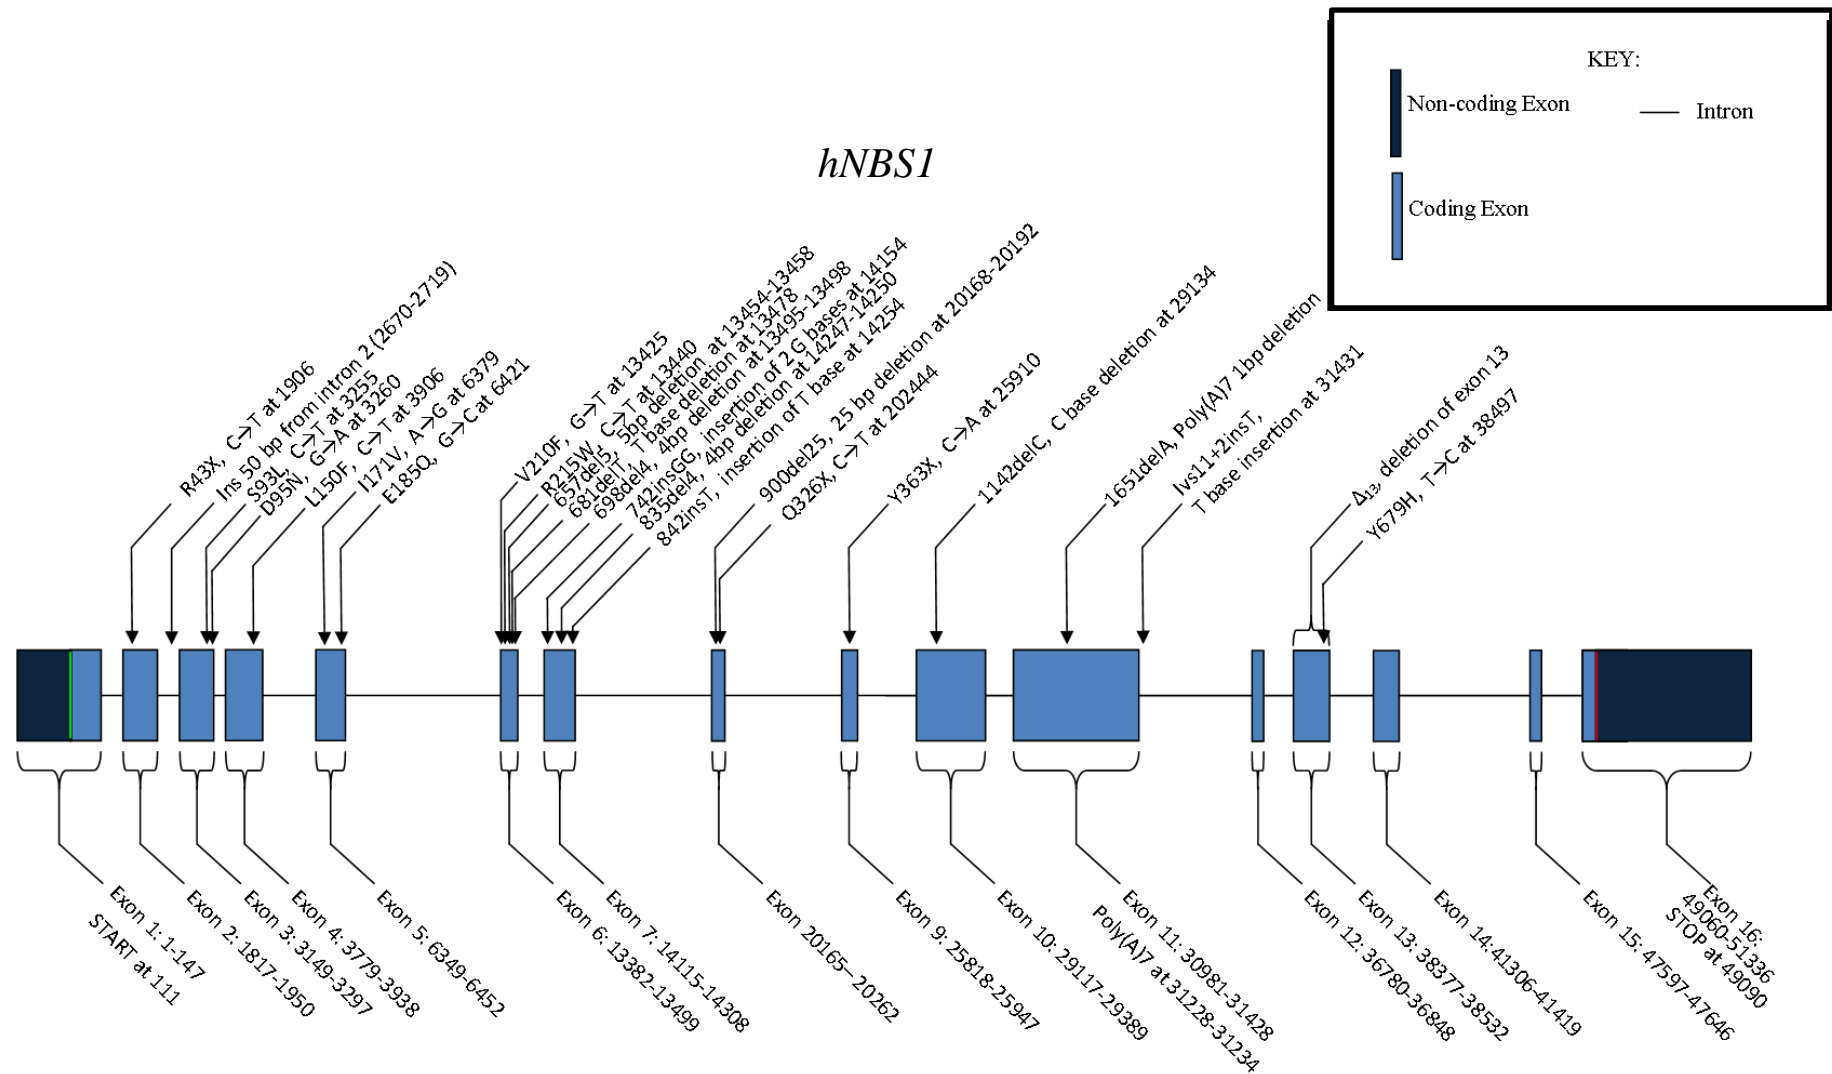 KEY:
Non-coding Exon
Intron
Coding Exon
hNBS1
R43X, C→T at 1906
Ins 50 bp from intron 2 (2670-2719)
S93L, C→T at 3255
D95N, G→A at 3260
L150F, C→T at 3906
I171V, A→G at 6379
E185Q, G→C at 6421
V210F, G→T at 13425
R215W, C→T at 13440
657del5, 5bp deletion at 13454-13458
681delT, T base deletion at 13478
698del4, 4bp deletion at 13495-13498
742insGG, insertion of 2 G bases at 14154
835del4, 4bp deletion at 14247-14250
842insT, insertion of T base at 14254
900del25, 25 bp deletion at 20168-20192
Q326X, C→T at 202444
Y363X, C→A at 25910
1142delC, C base deletion at 29134
1651delA, Poly(A)7 1bp deletion
Ivs11+2insT,
T base insertion at 31431
Δ₁₃, deletion of exon 13
Y679H, T→C at 38497
Exon 1: 1-147
START at 111
Exon 2: 1817-1950
Exon 3: 3149-3297
Exon 4: 3779-3938
Exon 5: 6349-6452
Exon 6: 13382-13499
Exon 7: 14115-14308
Exon 20165–20262
Exon 9: 25818-25947
Exon 10: 29117-29389
Exon 11: 30981-31428
Poly(A)7 at 31228-31234
Exon 12: 36780-36848
Exon 13: 38377-38532
Exon 14:41306-41419
Exon 15: 47597-47646
Exon 16:
49060-51336
STOP at 49090